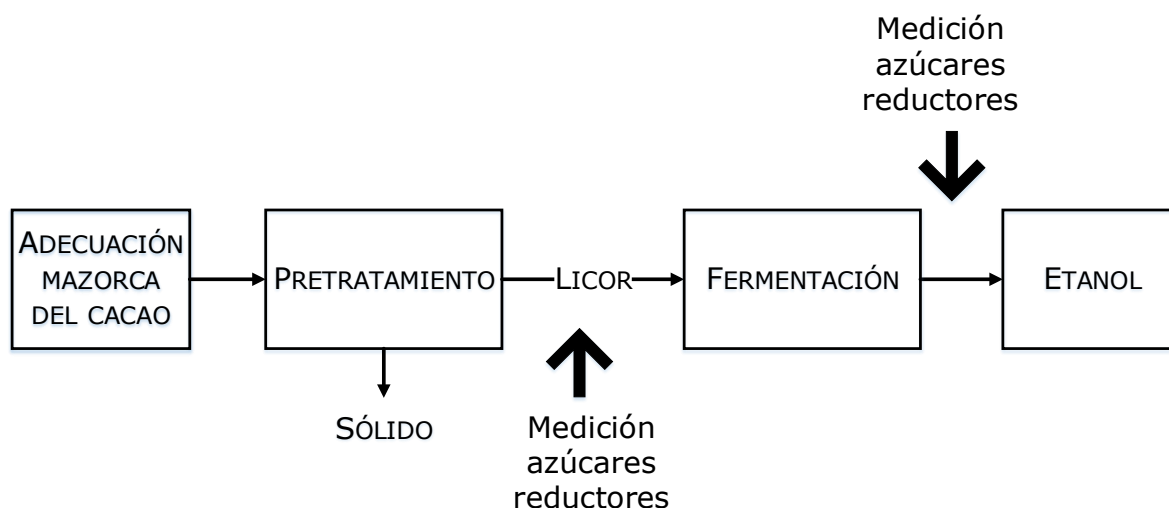 Medición
azúcares
reductores
ADECUACIÓN
MAZORCA
DEL CACAO
PRETRATAMIENTO
LICOR
FERMENTACIÓN
ETANOL
SÓLIDO
Medición
azúcares
reductores